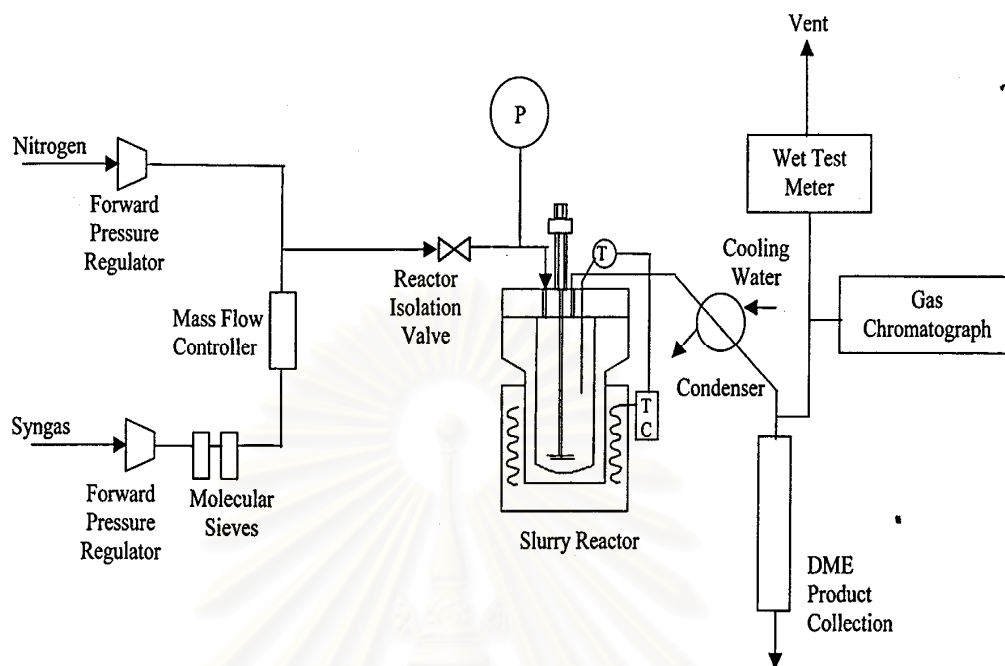 Vent
P
Nitrogen
Wet Test
Meter
Forward
Pressure
Regulator
T
Cooling
Water
Reactor
Isolation
Valve
Gas
Chromatograph
Mass Flow
Controller
Condenser
T
C
Syngas
Forward
Pressure
Regulator
Molecular
Sieves
Slurry Reactor
DME
Product
Collection